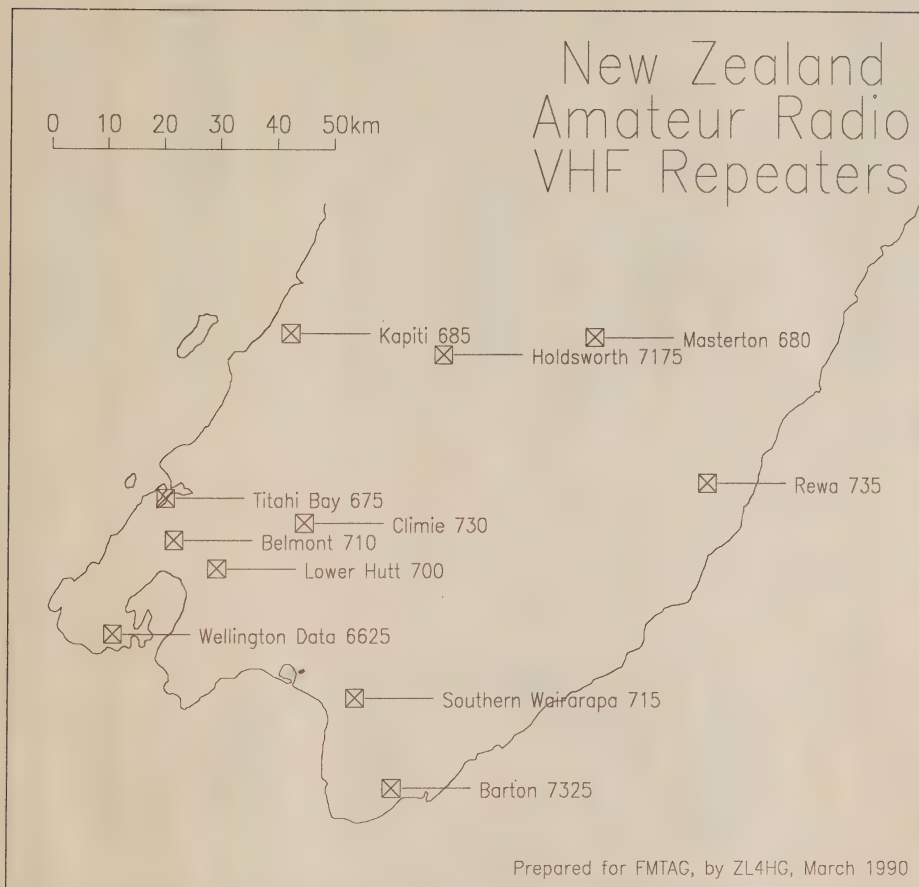 New Zealand
Amateur Radio
VHF Repeaters
0 10 20 30 40 50km
Kapiti 685
Masterton 680
Holdsworth 7175
Rewa 735
Titahi Bay 675
Climie 730
Belmont 710
Lower Hutt 700
Wellington Data 6625
Southern Wairarapa 715
Barton 7325
Prepared for FMTAG, by ZL4HG, March 1990